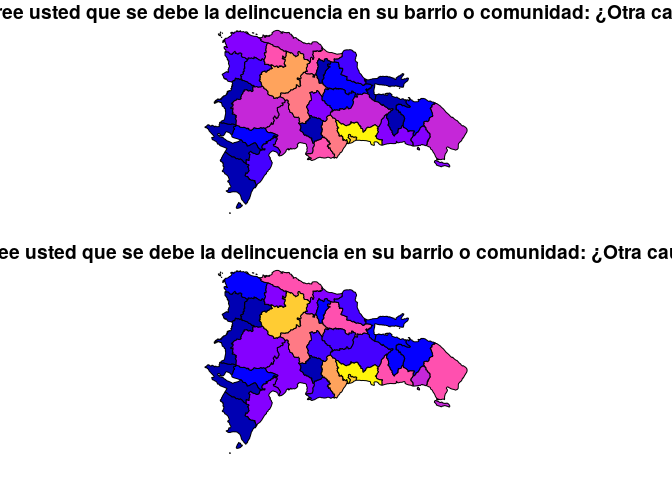 ree usted que se debe la delincuencia en su barrio o comunidad: ¿Otra ca
ee usted que se debe la delincuencia en su barrio o comunidad: ¿Otra cau